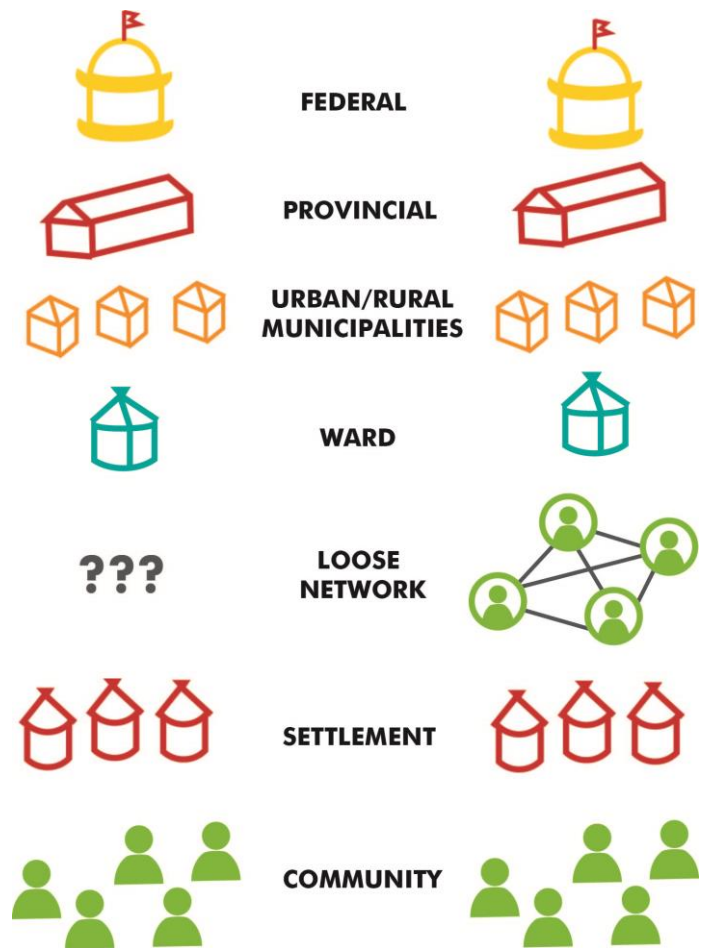 FEDERAL
PROVINCIAL
URBAN/RURAL
MUNICIPALITIES
WARD
???
LOOSE
NETWORK
SETTLEMENT
COMMUNITY